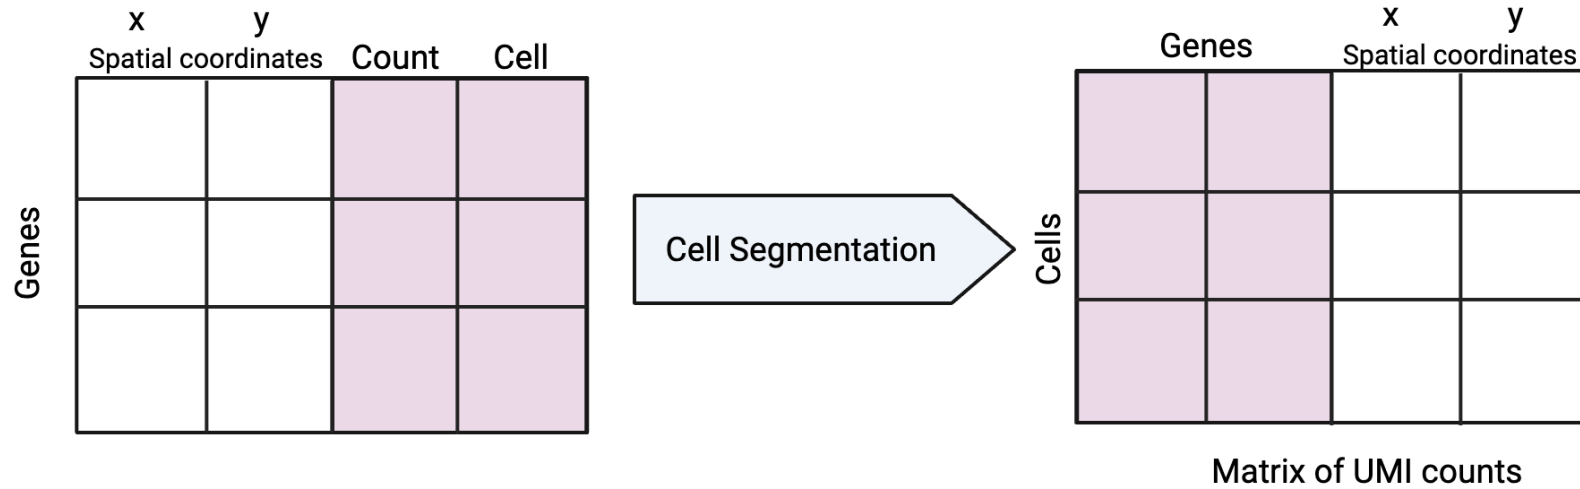 x y
Spatial coordinates Count Cell
Genes
Cell Segmentation
x y
Genes Spatial coordinates
Cells
Matrix of UMI counts